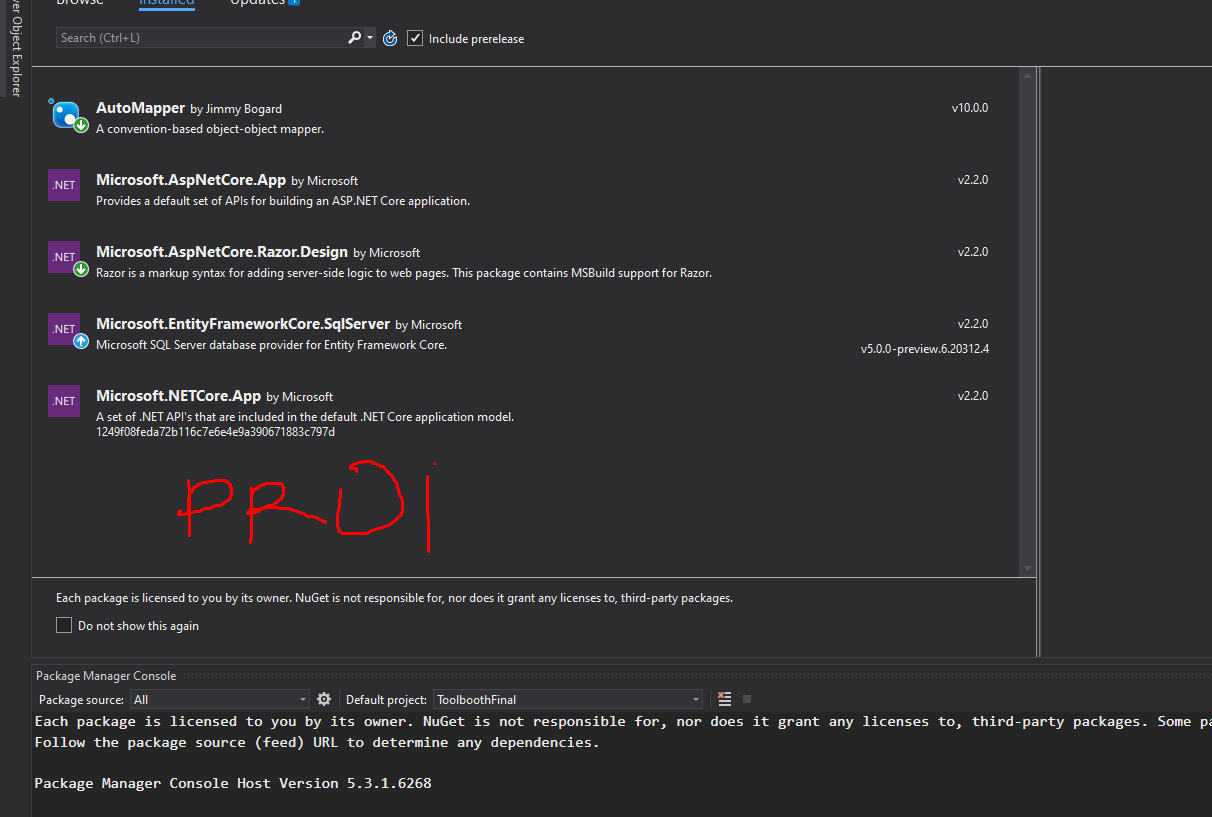 Browse Installed Updates 1
ver Object Explorer
Search (Ctrl+L) Include prerelease
AutoMapper by Jimmy Bogard v10.0.0
A convention-based object-object mapper.
.NET Microsoft.AspNetCore.App by Microsoft v2.2.0
Provides a default set of APIs for building an ASP.NET Core application.
.NET Microsoft.AspNetCore.Razor.Design by Microsoft v2.2.0
Razor is a markup syntax for adding server-side logic to web pages. This package contains MSBuild support for Razor.
.NET Microsoft.EntityFrameworkCore.SqlServer by Microsoft v2.2.0
Microsoft SQL Server database provider for Entity Framework Core. v5.0.0-preview.6.20312.4
.NET Microsoft.NETCore.App by Microsoft v2.2.0
A set of .NET API's that are included in the default .NET Core application model.
1249f08feda72b116c7e6e4e9a390671883c797d
PRDi
Each package is licensed to you by its owner. NuGet is not responsible for, nor does it grant any licenses to, third-party packages.
Do not show this again
Package Manager Console
Package source: All Default project: ToolboothFinal
Each package is licensed to you by its owner. NuGet is not responsible for, nor does it grant any licenses to, third-party packages. Some pa
Follow the package source (feed) URL to determine any dependencies.
Package Manager Console Host Version 5.3.1.6268